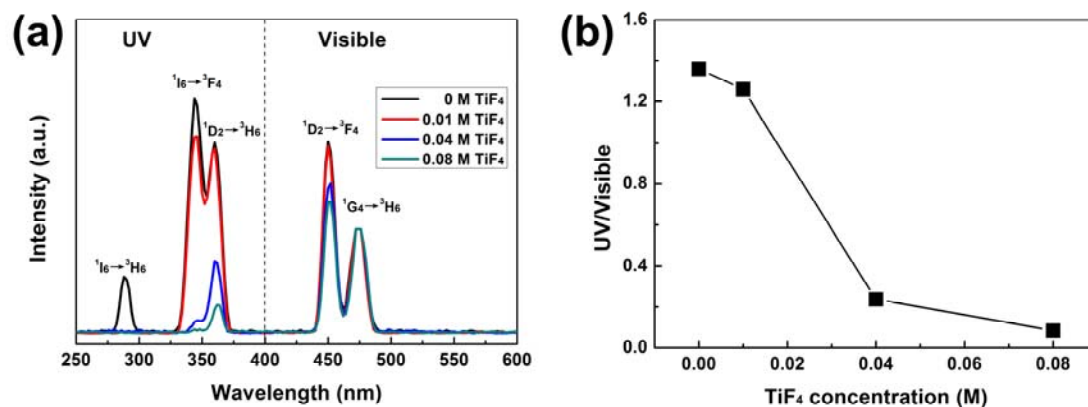 (a)
UV
Visible
¹I₆→³F₄
¹D₂→³H₆
¹I₆→³H₆
¹D₂→³F₄
¹G₄→³H₆
0 M TiF₄
0.01 M TiF₄
0.04 M TiF₄
0.08 M TiF₄
Intensity (a.u.)
250 300 350 400 450 500 550 600
Wavelength (nm)
(b)
UV/Visible
1.6
1.2
0.8
0.4
0.0
0.00 0.02 0.04 0.06 0.08
TiF₄ concentration (M)